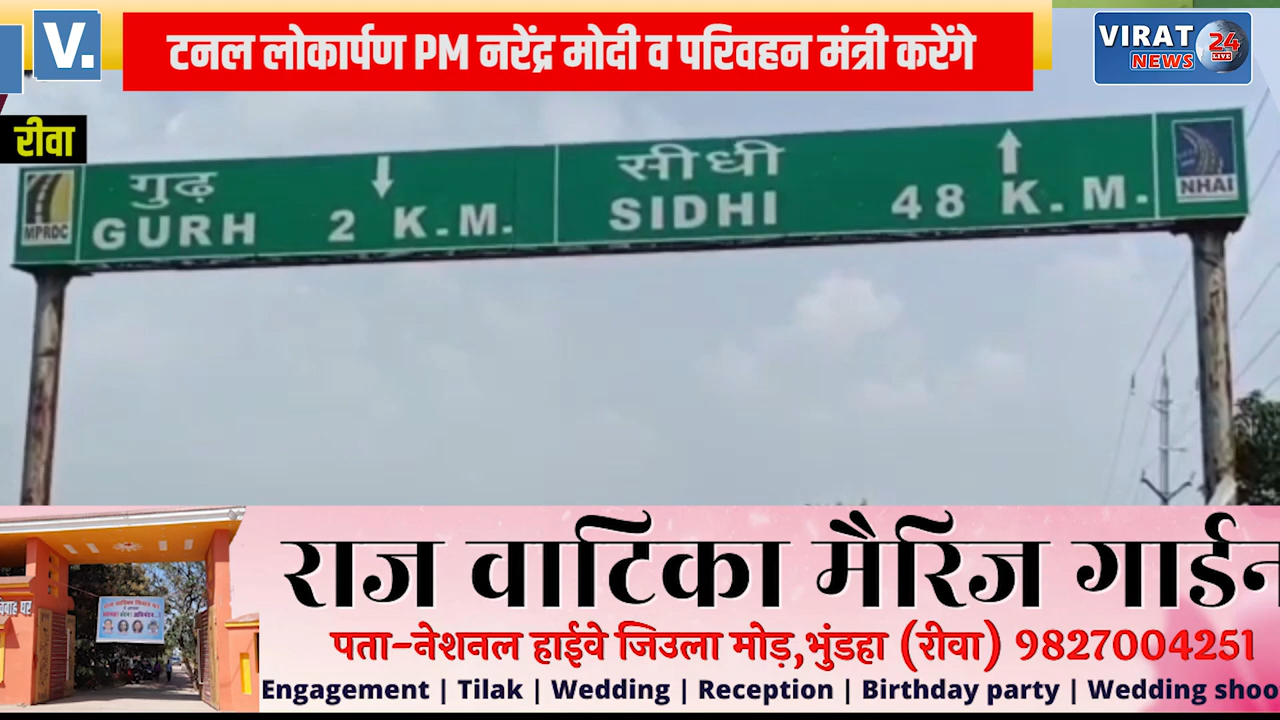 V.
टनल लोकार्पण PM नरेंद्र मोदी व परिवहन मंत्री करेंगे
VIRAT
NEWS
24
LIVE
रीवा
MPRDC
गुढ़
GURH 2 K.M.
सीधी
SIDHI 48 K.M.
NHAI
राज वाटिका मैरिज गार्डन
पता-नेशनल हाईवे जिउला मोड़,भुंडहा (रीवा) 9827004251
Engagement | Tilak | Wedding | Reception | Birthday party | Wedding shoo